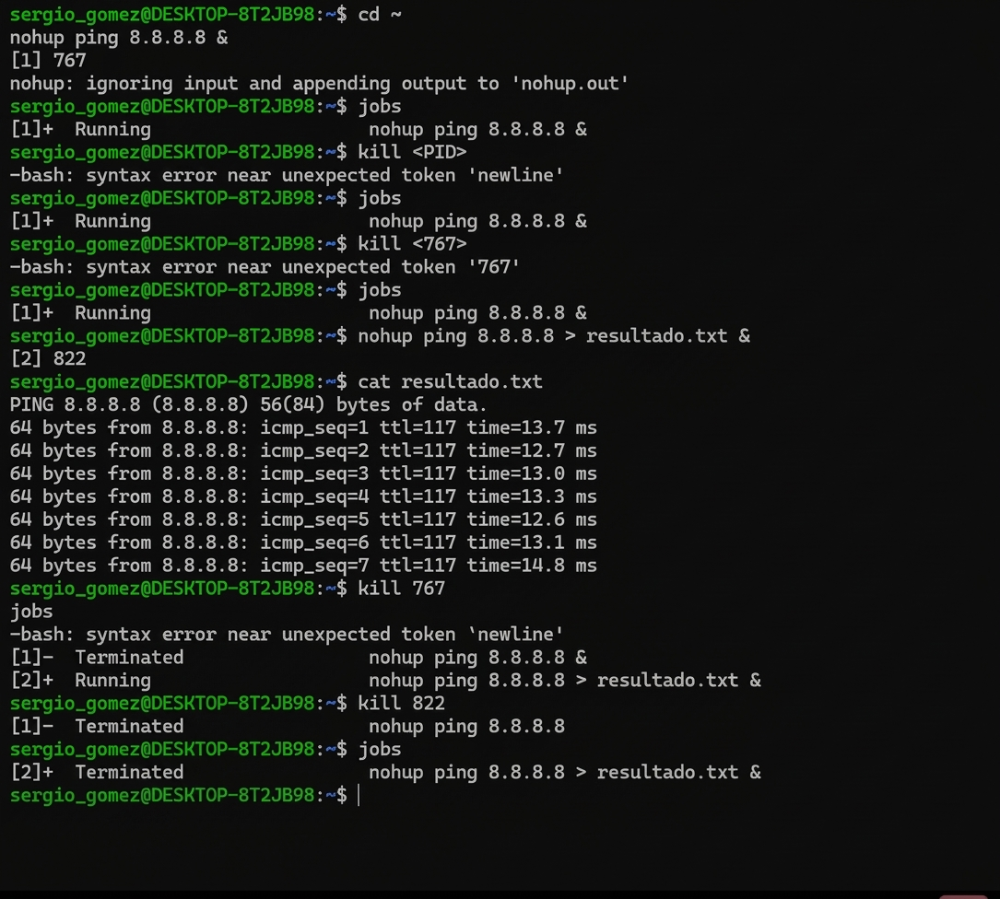 sergio_gomez@DESKTOP-8T2JB98:~$ cd ~
nohup ping 8.8.8.8 &
[1] 767
nohup: ignoring input and appending output to 'nohup.out'
sergio_gomez@DESKTOP-8T2JB98:~$ jobs
[1]+  Running                    nohup ping 8.8.8.8 &
sergio_gomez@DESKTOP-8T2JB98:~$ kill <PID>
-bash: syntax error near unexpected token 'newline'
sergio_gomez@DESKTOP-8T2JB98:~$ jobs
[1]+  Running                    nohup ping 8.8.8.8 &
sergio_gomez@DESKTOP-8T2JB98:~$ kill <767>
-bash: syntax error near unexpected token '767'
sergio_gomez@DESKTOP-8T2JB98:~$ jobs
[1]+  Running                    nohup ping 8.8.8.8 &
sergio_gomez@DESKTOP-8T2JB98:~$ nohup ping 8.8.8.8 > resultado.txt &
[2] 822
sergio_gomez@DESKTOP-8T2JB98:~$ cat resultado.txt
PING 8.8.8.8 (8.8.8.8) 56(84) bytes of data.
64 bytes from 8.8.8.8: icmp_seq=1 ttl=117 time=13.7 ms
64 bytes from 8.8.8.8: icmp_seq=2 ttl=117 time=12.7 ms
64 bytes from 8.8.8.8: icmp_seq=3 ttl=117 time=13.0 ms
64 bytes from 8.8.8.8: icmp_seq=4 ttl=117 time=13.3 ms
64 bytes from 8.8.8.8: icmp_seq=5 ttl=117 time=12.6 ms
64 bytes from 8.8.8.8: icmp_seq=6 ttl=117 time=13.1 ms
64 bytes from 8.8.8.8: icmp_seq=7 ttl=117 time=14.8 ms
sergio_gomez@DESKTOP-8T2JB98:~$ kill 767
jobs
-bash: syntax error near unexpected token `newline'
[1]-  Terminated                 nohup ping 8.8.8.8 &
[2]+  Running                    nohup ping 8.8.8.8 > resultado.txt &
sergio_gomez@DESKTOP-8T2JB98:~$ kill 822
[1]-  Terminated                 nohup ping 8.8.8.8
sergio_gomez@DESKTOP-8T2JB98:~$ jobs
[2]+  Terminated                 nohup ping 8.8.8.8 > resultado.txt &
sergio_gomez@DESKTOP-8T2JB98:~$